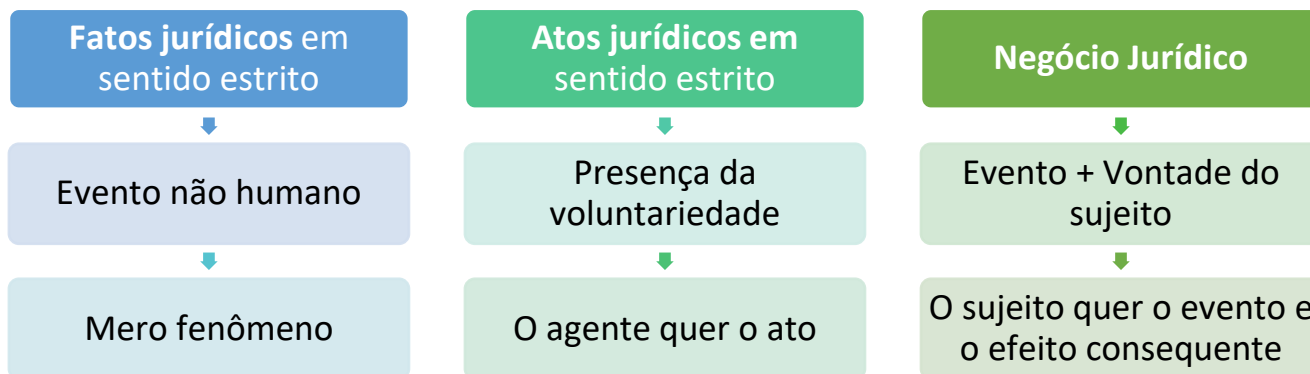 Fatos jurídicos em
sentido estrito
Evento não humano
Mero fenômeno
Atos jurídicos em
sentido estrito
Presença da
voluntariedade
O agente quer o ato
Negócio Jurídico
Evento + Vontade do
sujeito
O sujeito quer o evento e
o efeito consequente